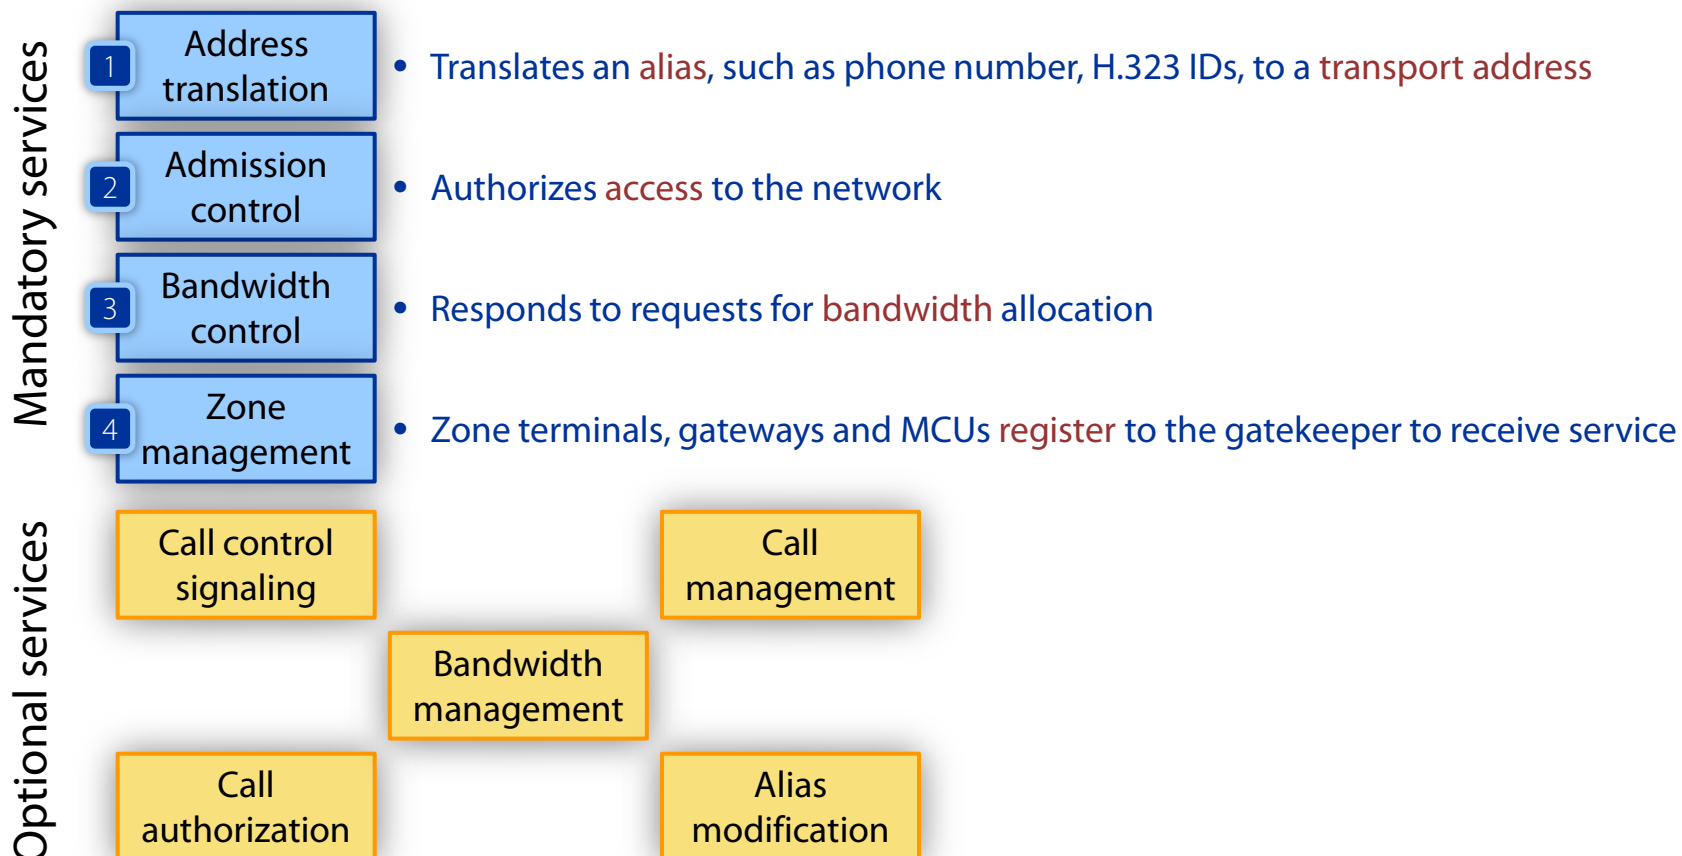 Mandatory services
1
Address
translation
• Translates an alias, such as phone number, H.323 IDs, to a transport address
2
Admission
control
• Authorizes access to the network
3
Bandwidth
control
• Responds to requests for bandwidth allocation
4
Zone
management
• Zone terminals, gateways and MCUs register to the gatekeeper to receive service
Optional services
Call control
signaling
Call
management
Bandwidth
management
Call
authorization
Alias
modification